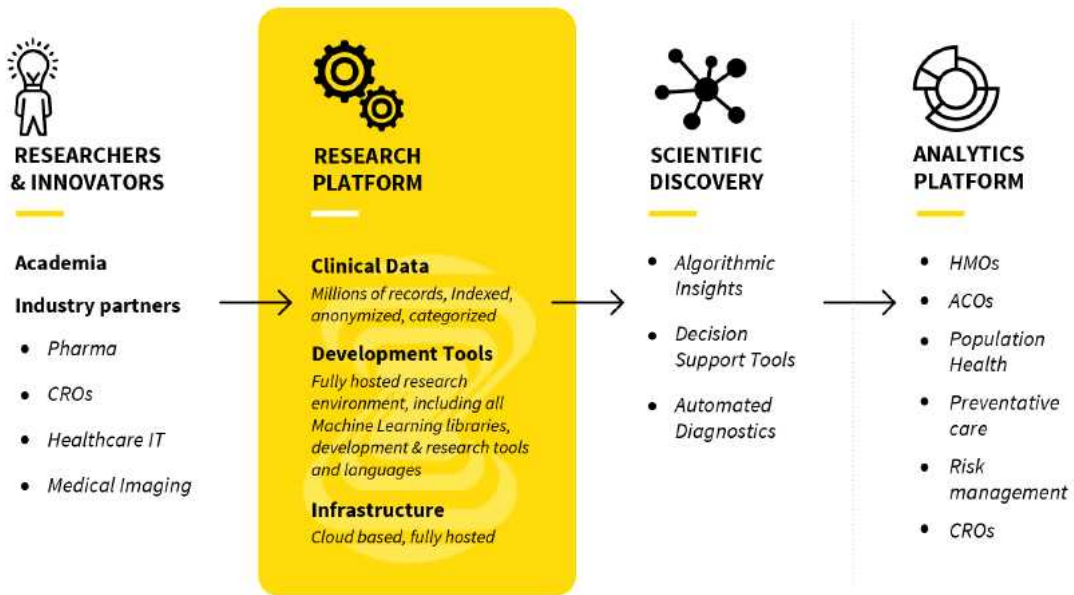 RESEARCHERS
& INNOVATORS
Academia
Industry partners
Pharma
CROs
Healthcare IT
Medical Imaging
RESEARCH
PLATFORM
Clinical Data
Millions of records, Indexed,
anonymized, categorized
Development Tools
Fully hosted research
environment, including all
Machine Learning libraries,
development & research tools
and languages
Infrastructure
Cloud based, fully hosted
SCIENTIFIC
DISCOVERY
Algorithmic
Insights
Decision
Support Tools
Automated
Diagnostics
ANALYTICS
PLATFORM
HMOs
ACOs
Population
Health
Preventative
care
Risk
management
CROs